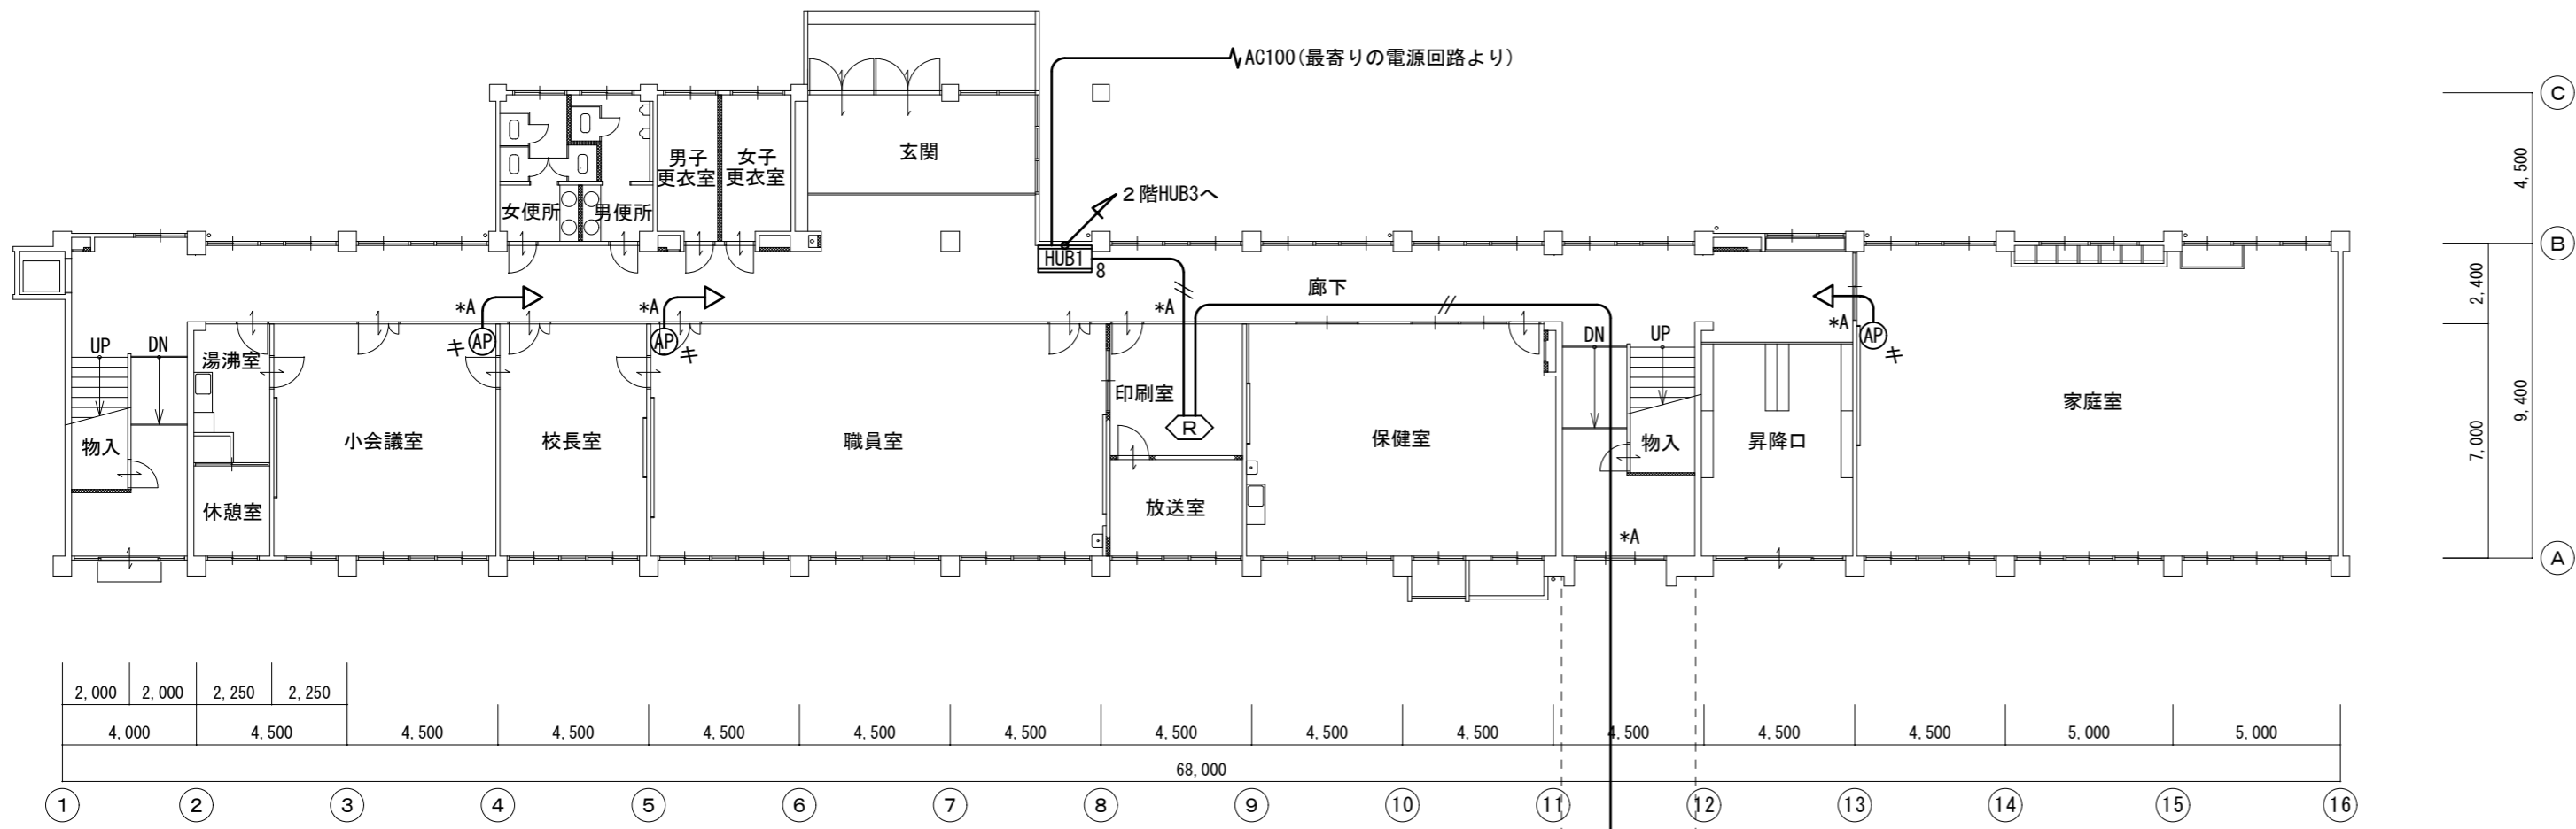 AC100(最寄りの電源回路より)
C
4,500
男子
更衣室
女子
更衣室
玄関
2階HUB3へ
女便所
男便所
HUB1
8
B
*A
*A
*A
廊下
*A
2,400
AP
キ
AP
キ
AP
キ
UP
DN
湯沸室
DN
UP
印刷室
家庭室
9,400
物入
小会議室
校長室
職員室
R
保健室
物入
昇降口
7,000
休憩室
放送室
*A
A
2,000
2,000
2,250
2,250
4,000
4,500
4,500
4,500
4,500
4,500
4,500
4,500
4,500
4,500
4,500
4,500
4,500
5,000
5,000
68,000
1
2
3
4
5
6
7
8
9
10
11
12
13
14
15
16